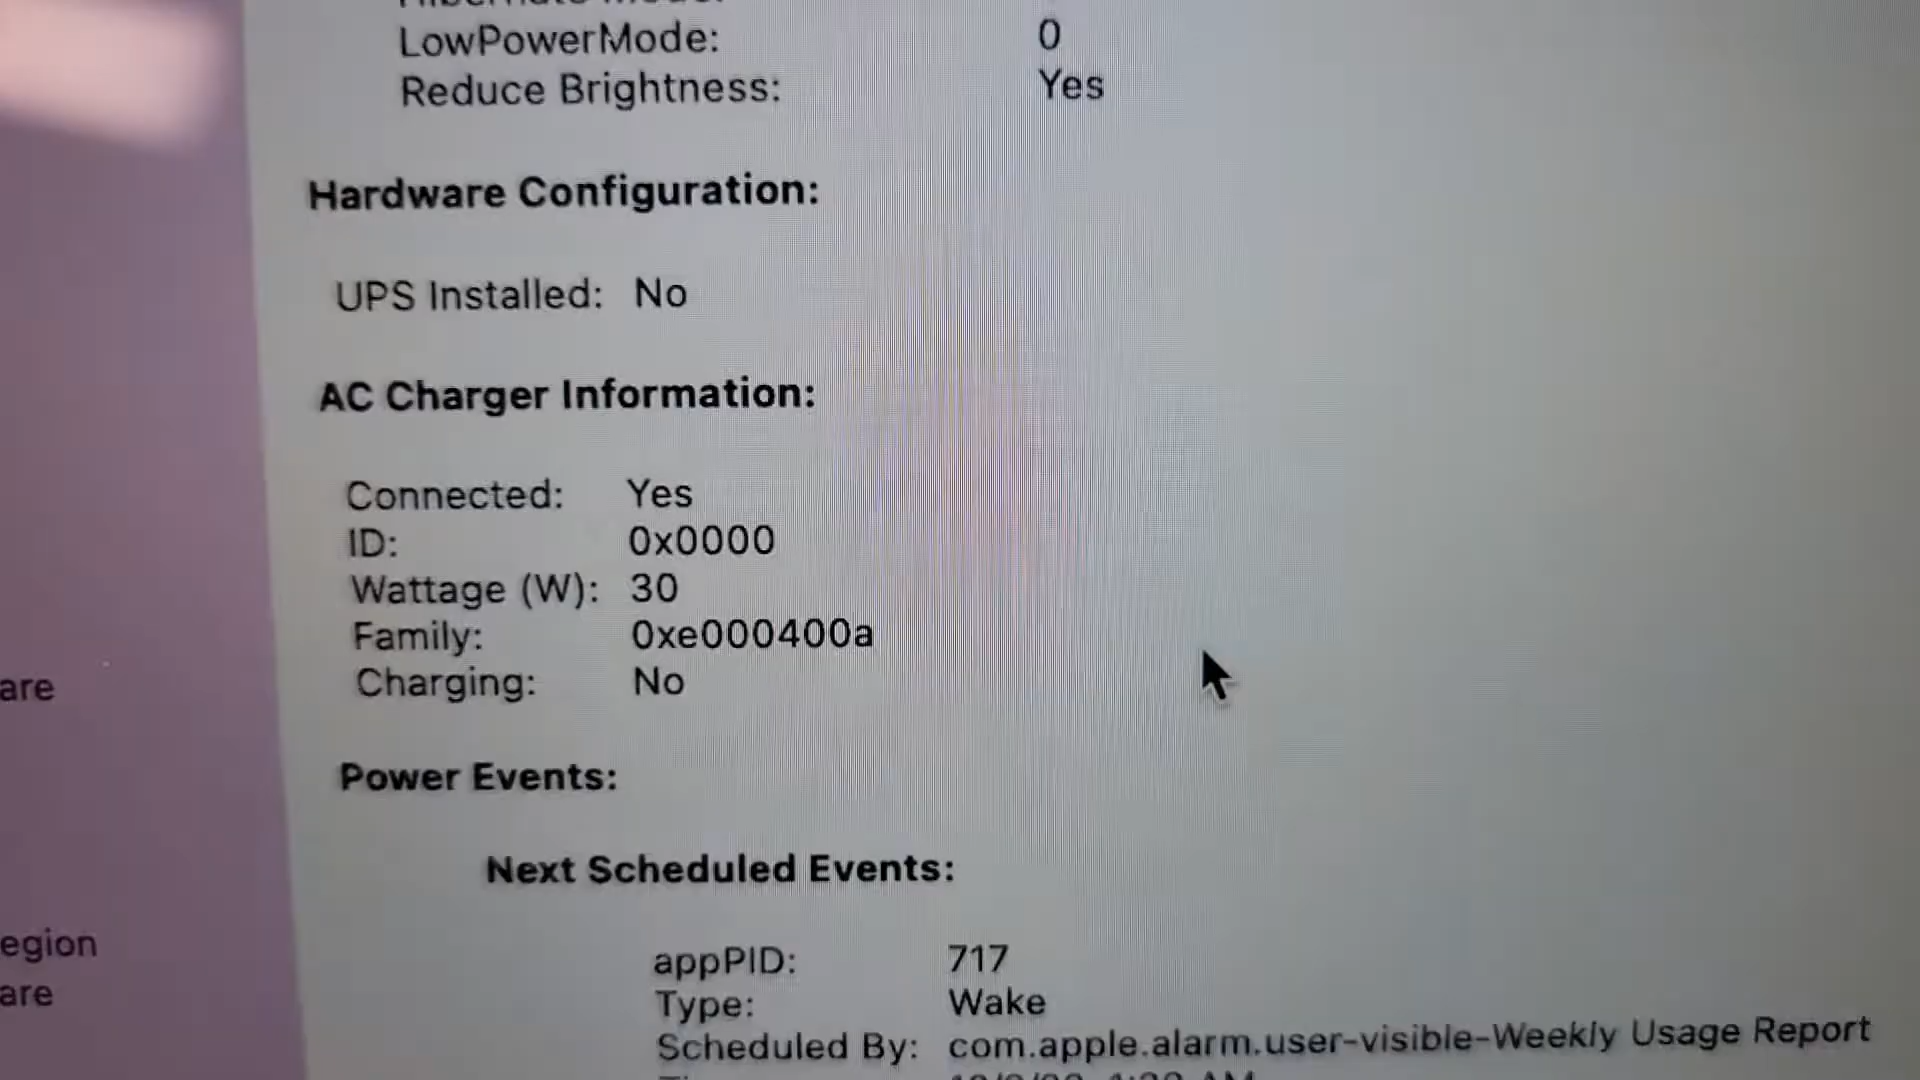 LowPowerMode: 0
Reduce Brightness: Yes
Hardware Configuration:
UPS Installed: No
AC Charger Information:
Connected: Yes
ID: 0x0000
Wattage (W): 30
Family: 0xe000400a
are
Charging: No
Power Events:
Next Scheduled Events:
egion
appPID: 717
are
Type: Wake
Scheduled By: com.apple.alarm.user-visible-Weekly Usage Report